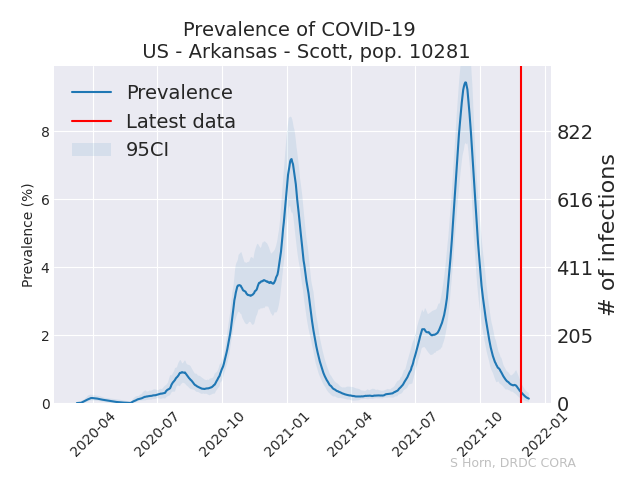 Prevalence of COVID-19
US - Arkansas - Scott, pop. 10281
Prevalence
Latest data
95CI
Prevalence (%)
8
6
4
2
0
822
616
411
205
0
# of infections
2020-04
2020-07
2020-10
2021-01
2021-04
2021-07
2021-10
2022-01
S Horn, DRDC CORA